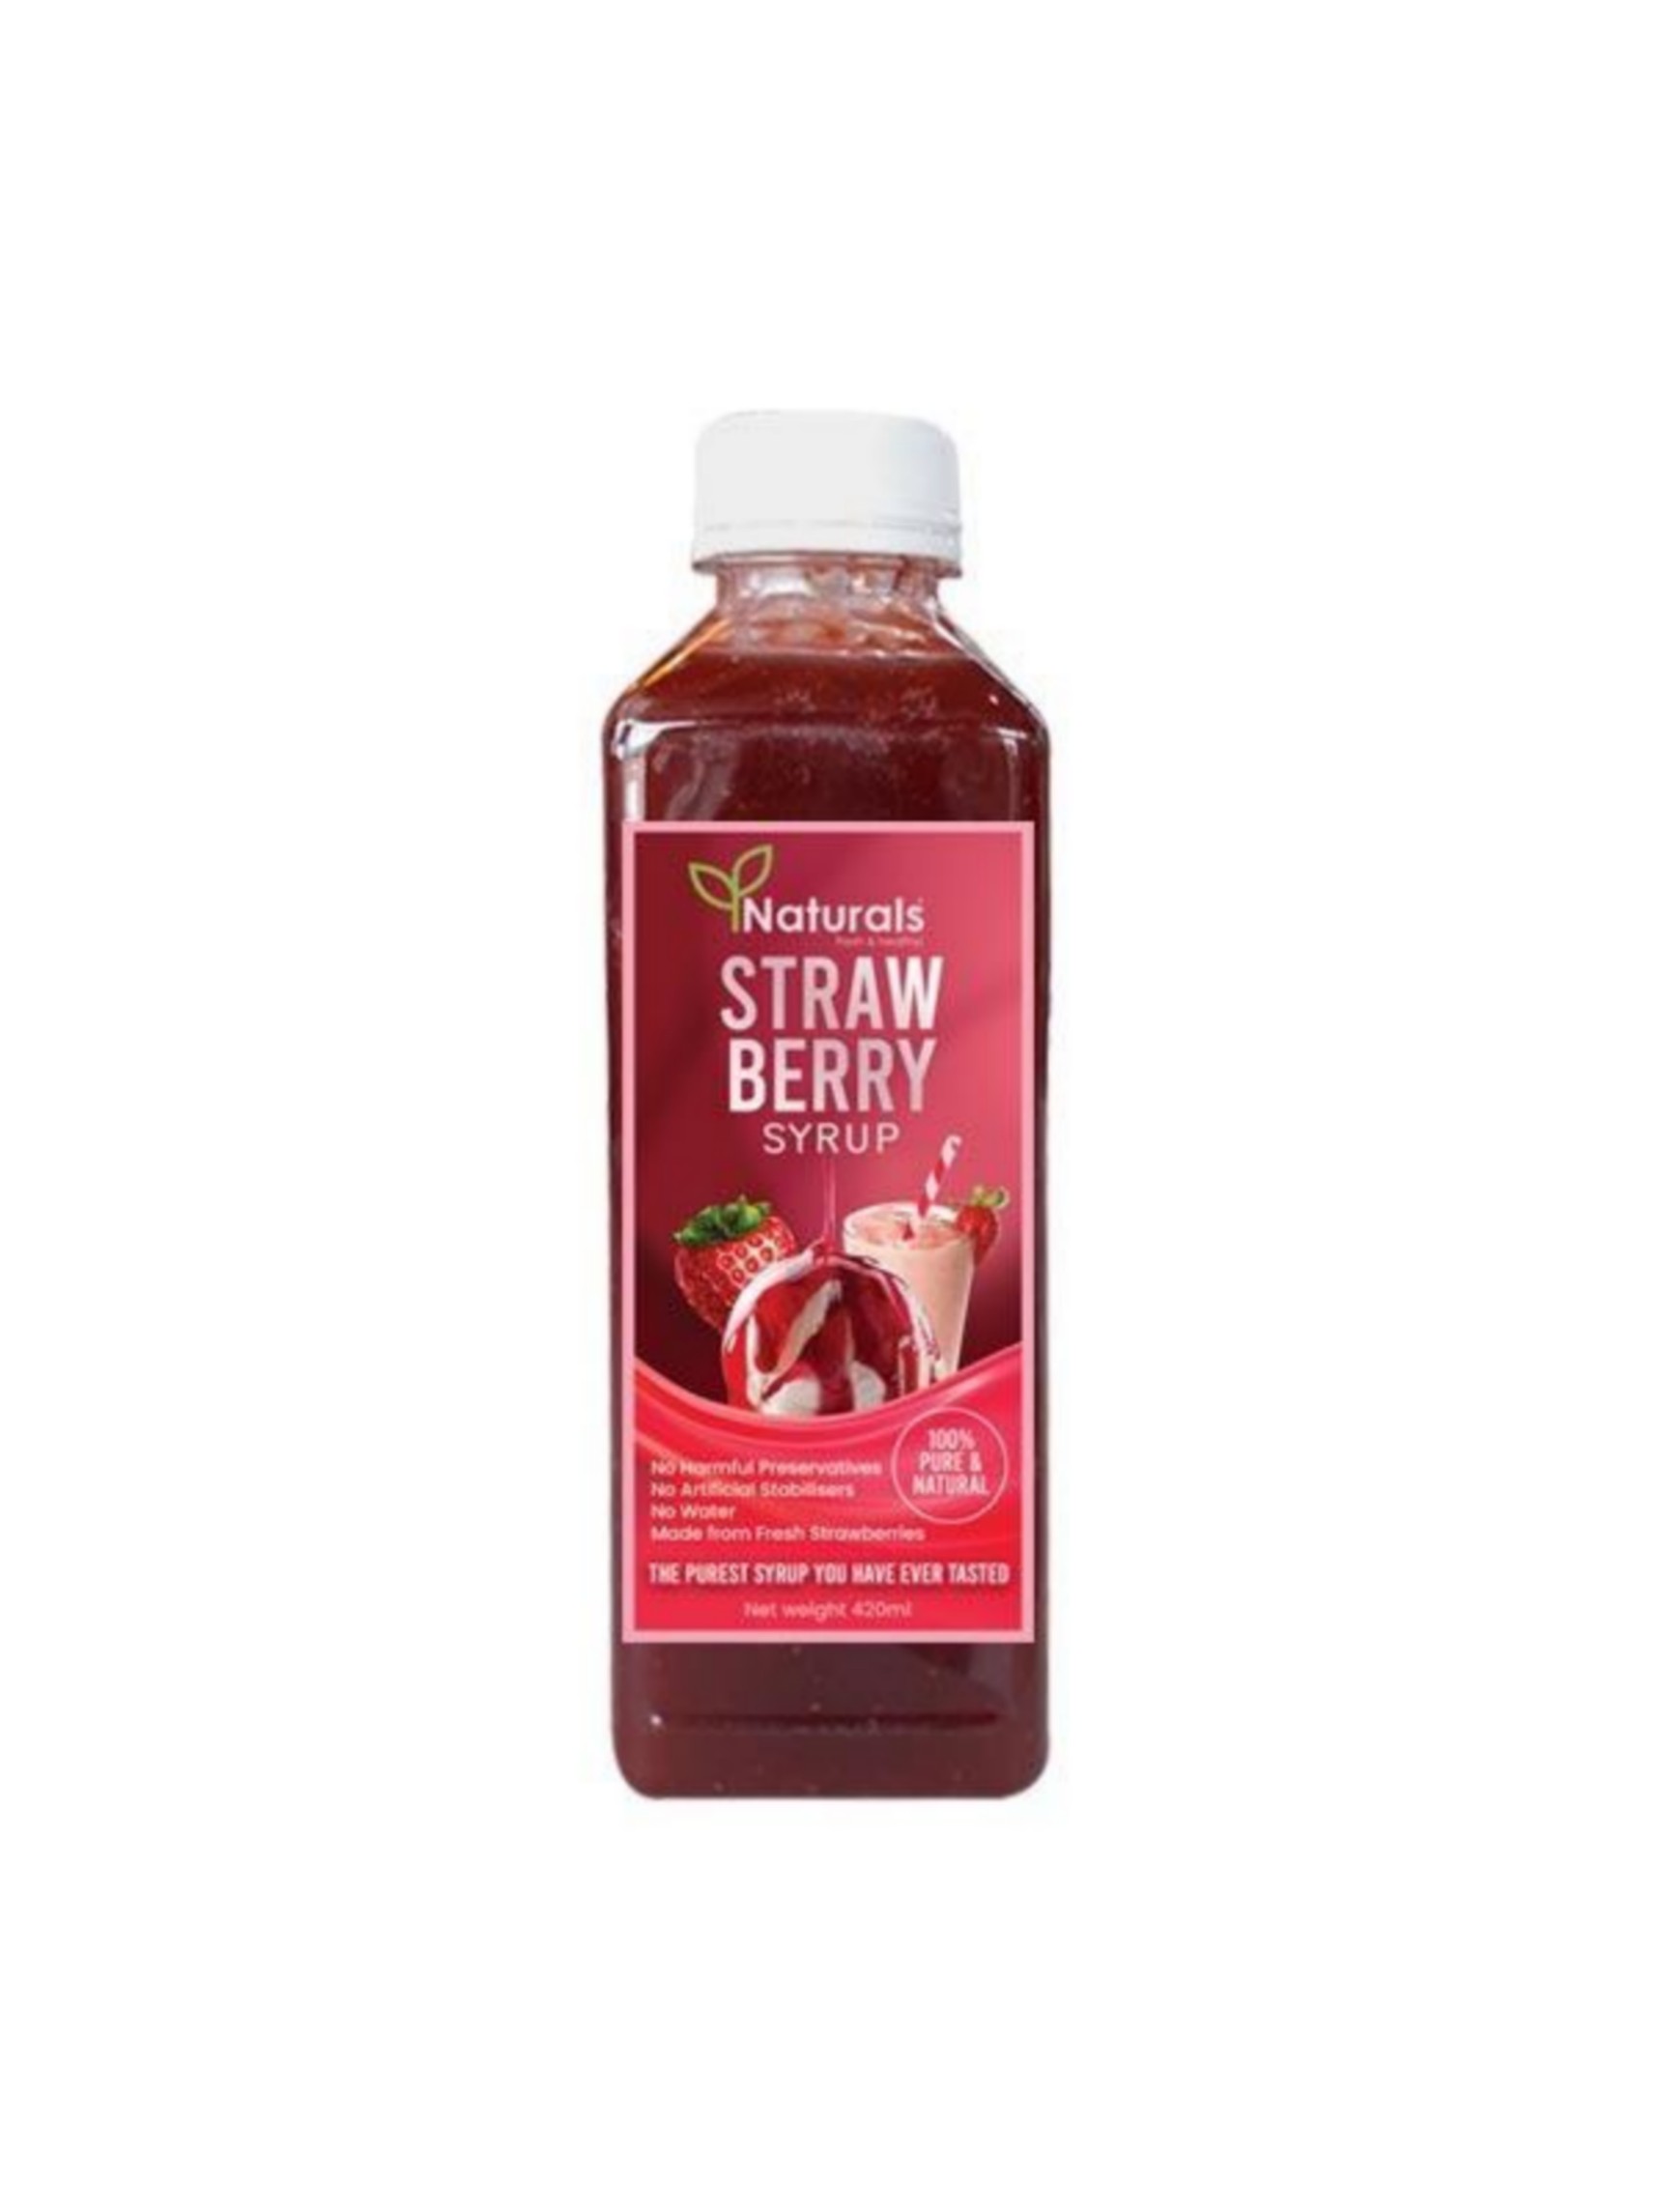 Naturals
STRAW
BERRY
SYRUP
100%
PURE &
NATURAL
No Harmful Preservatives
No Artificial Stabilisers
No Water
Made from Fresh Strawberries
THE PUREST SYRUP YOU HAVE EVER TASTED
Net weight 420ml